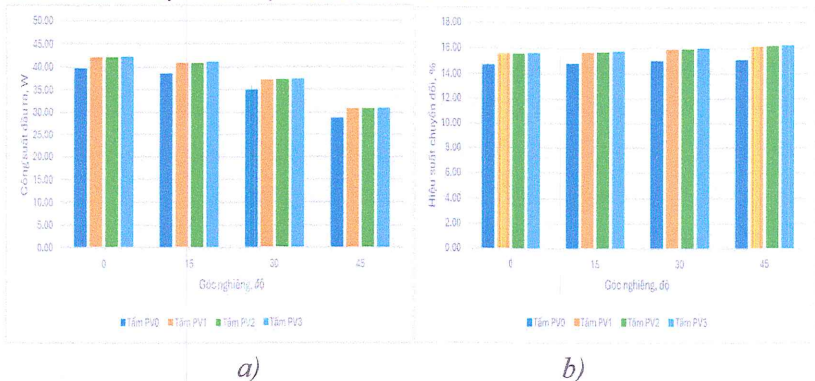 50.00
45.00
40.00
35.00
30.00
25.00
20.00
15.00
10.00
5.00
0.00
Công suất đầu ra, W
0 15 30 45
Góc nghiêng, độ
Tấm PV0 Tấm PV1 Tấm PV2 Tấm PV3
a)
18.00
16.00
14.00
12.00
10.00
8.00
6.00
4.00
2.00
0.00
Hiệu suất chuyển đổi, %
0 15 30 45
Góc nghiêng, độ
Tấm PV0 Tấm PV1 Tấm PV2 Tấm PV3
b)